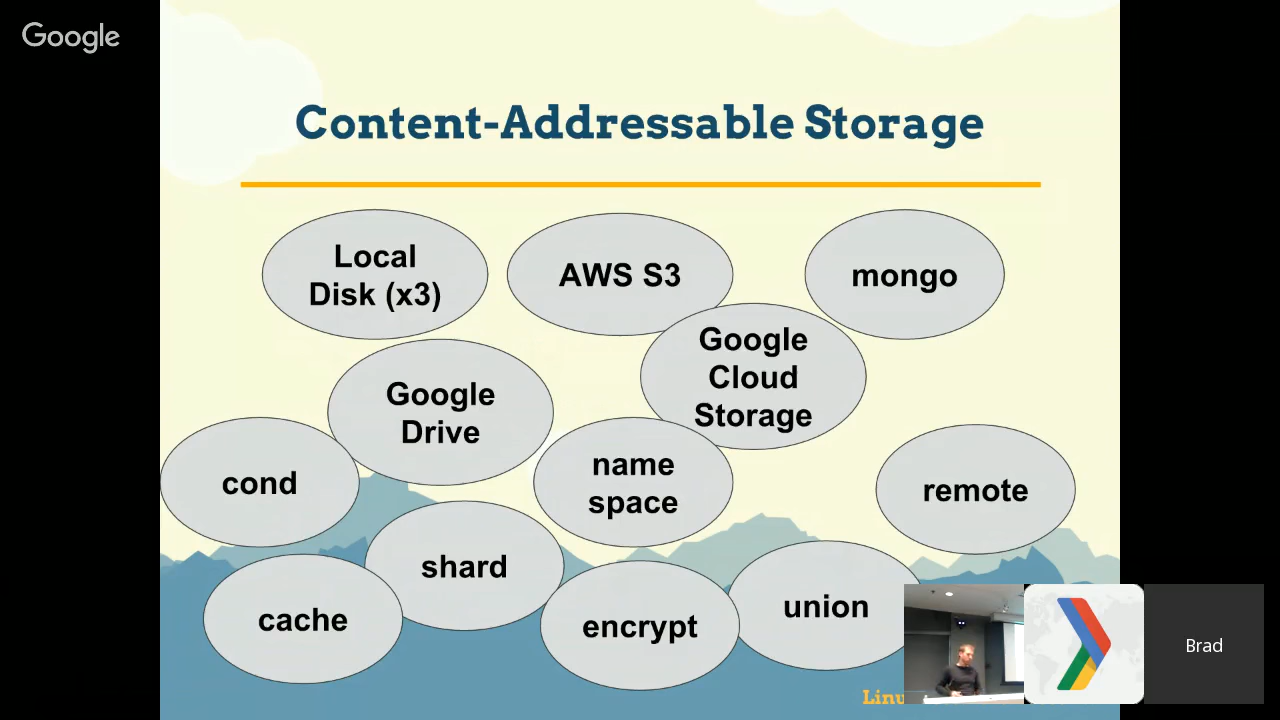 Google
Content-Addressable Storage
Local
Disk (x3)
AWS S3
mongo
Google
Cloud
Storage
Google
Drive
cond
name
space
remote
shard
cache
encrypt
union
Brad